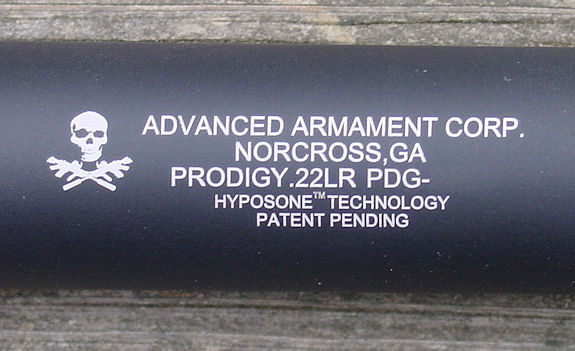 ADVANCED ARMAMENT CORP.
NORCROSS,GA
PRODIGY.22LR PDG-
HYPOSONE™ TECHNOLOGY
PATENT PENDING